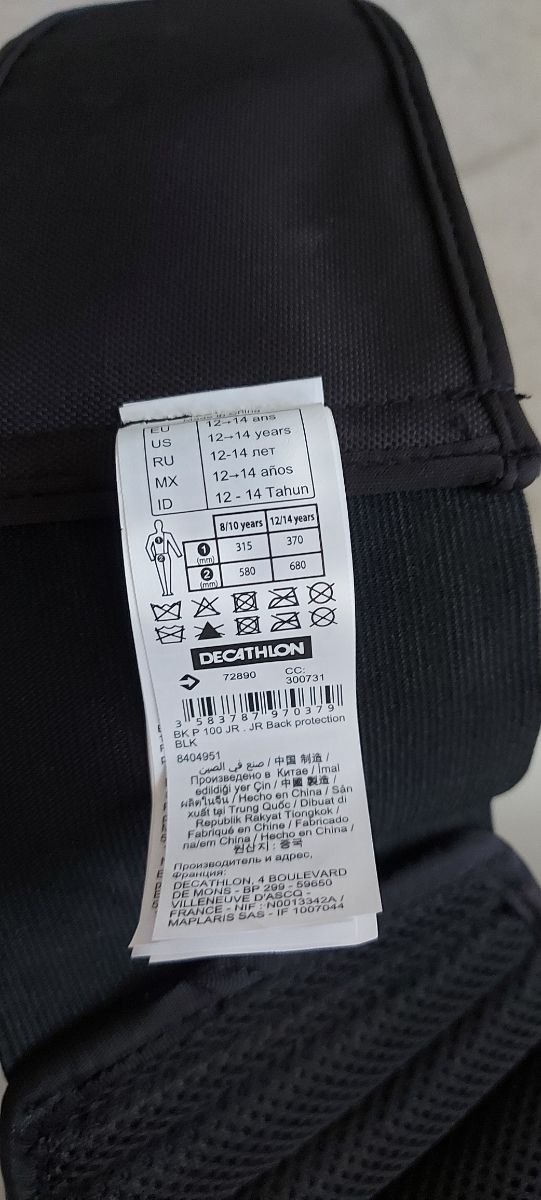 Made in China
EU 12→14 ans
US 12→14 years
RU 12-14 лет
MX 12→14 años
ID 12 - 14 Tahun
8/10 years 12/14 years
1 (mm) 315 370
2 (mm) 580 680
1
2
DECATHLON
72890 CC: 300731
3 583787 970379
BK P 100 JR . JR Back protection
BLK
8404951
صنع في الصين / 中国 制造 /
Произведено в Китае / İmal
edildiği yer Çin / 中國 製造 /
ผลิตในจีน / Hecho en China / Sản
xuất tại Trung Quốc / Dibuat di
Republik Rakyat Tiongkok /
Fabriqué en Chine / Fabricado
na/em China / Hecho en China /
원산지 : 중국
Производитель и адрес,
Франция:
DECATHLON, 4 BOULEVARD
DE MONS - BP 299 - 59650
VILLENEUVE D'ASCQ -
FRANCE - NIF : N0013342A /
MAPLARIS SAS - IF 1007044